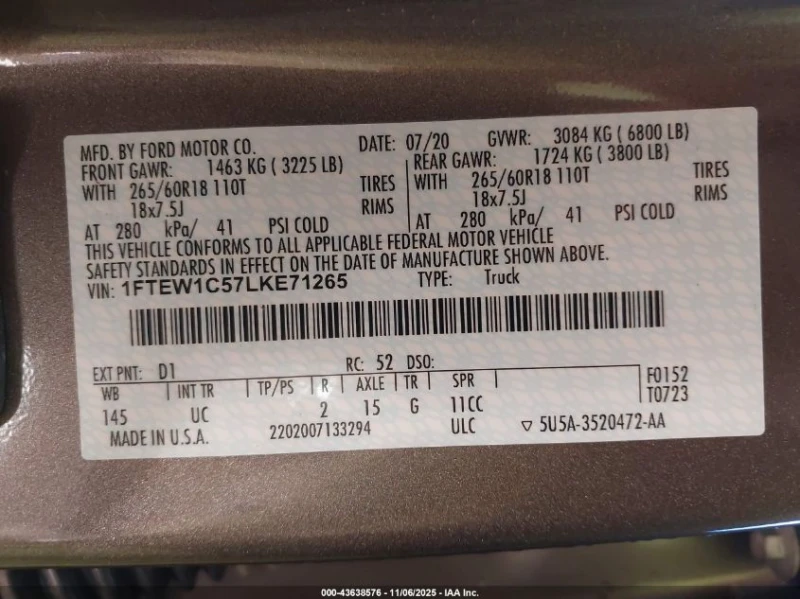 MFD. BY FORD MOTOR CO. DATE: 07/20 GVWR: 3084 KG ( 6800 LB)
FRONT GAWR: 1463 KG ( 3225 LB) REAR GAWR: 1724 KG ( 3800 LB)
WITH 265/60R18 110T TIRES WITH 265/60R18 110T TIRES
18x7.5J RIMS 18x7.5J RIMS
AT 280 kPa/ 41 PSI COLD AT 280 kPa/ 41 PSI COLD
THIS VEHICLE CONFORMS TO ALL APPLICABLE FEDERAL MOTOR VEHICLE
SAFETY STANDARDS IN EFFECT ON THE DATE OF MANUFACTURE SHOWN ABOVE.
VIN: 1FTEW1C57LKE71265 TYPE: Truck
EXT PNT: D1 RC: 52 DSO: F0152
WB INT TR TP/PS R AXLE TR SPR T0723
145 UC 2 15 G 11CC
MADE IN U.S.A. 2202007133294 ULC ▽ 5U5A-3520472-AA
000-43638576 - 11/06/2025 - IAA Inc.